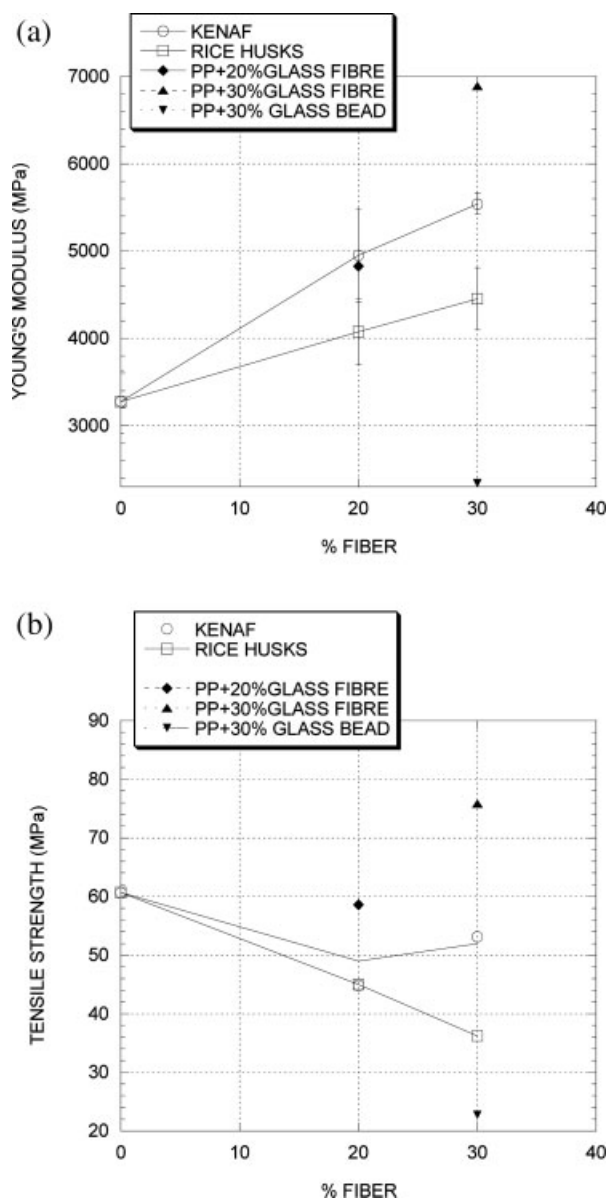 (a)
KENAF
RICE HUSKS
PP+20%GLASS FIBRE
PP+30%GLASS FIBRE
PP+30% GLASS BEAD
7000
6000
5000
4000
3000
YOUNG'S MODULUS (MPa)
0 10 20 30 40
% FIBER
(b)
KENAF
RICE HUSKS
PP+20%GLASS FIBRE
PP+30%GLASS FIBRE
PP+30% GLASS BEAD
90
80
70
60
50
40
30
20
TENSILE STRENGTH (MPa)
0 10 20 30 40
% FIBER